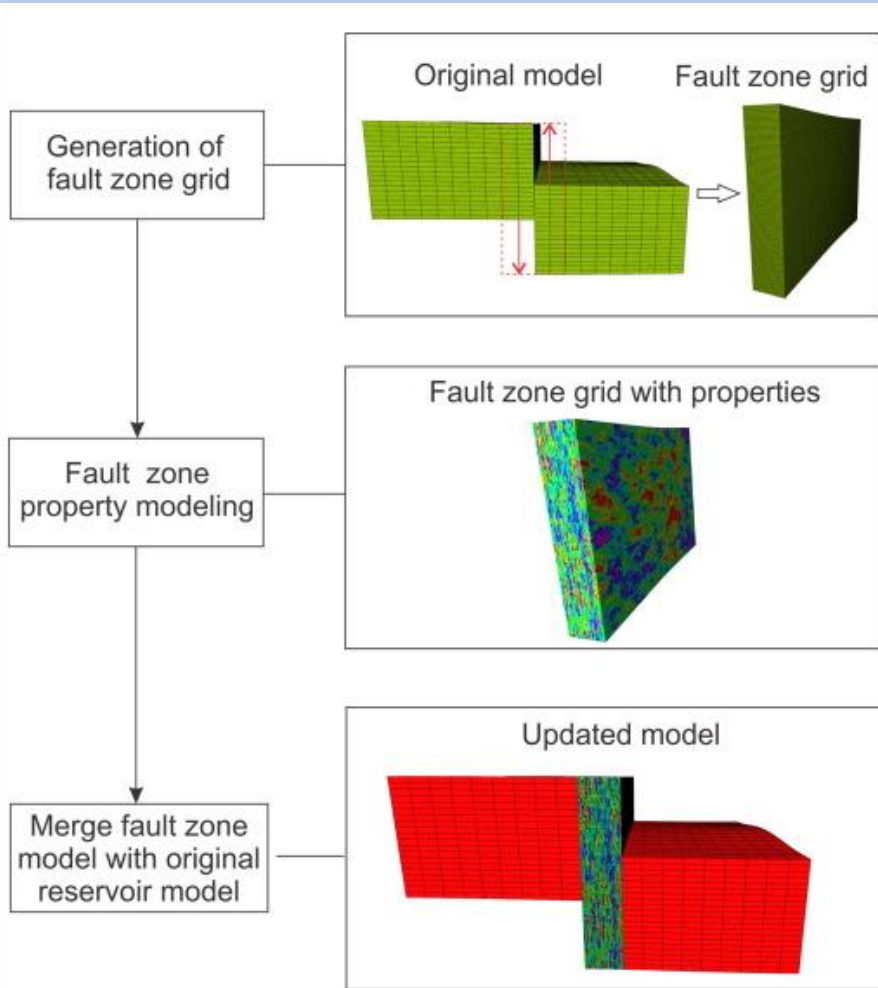 Original model
Fault zone grid
Generation of
fault zone grid
Fault zone grid with properties
Fault zone
property modeling
Updated model
Merge fault zone
model with original
reservoir model